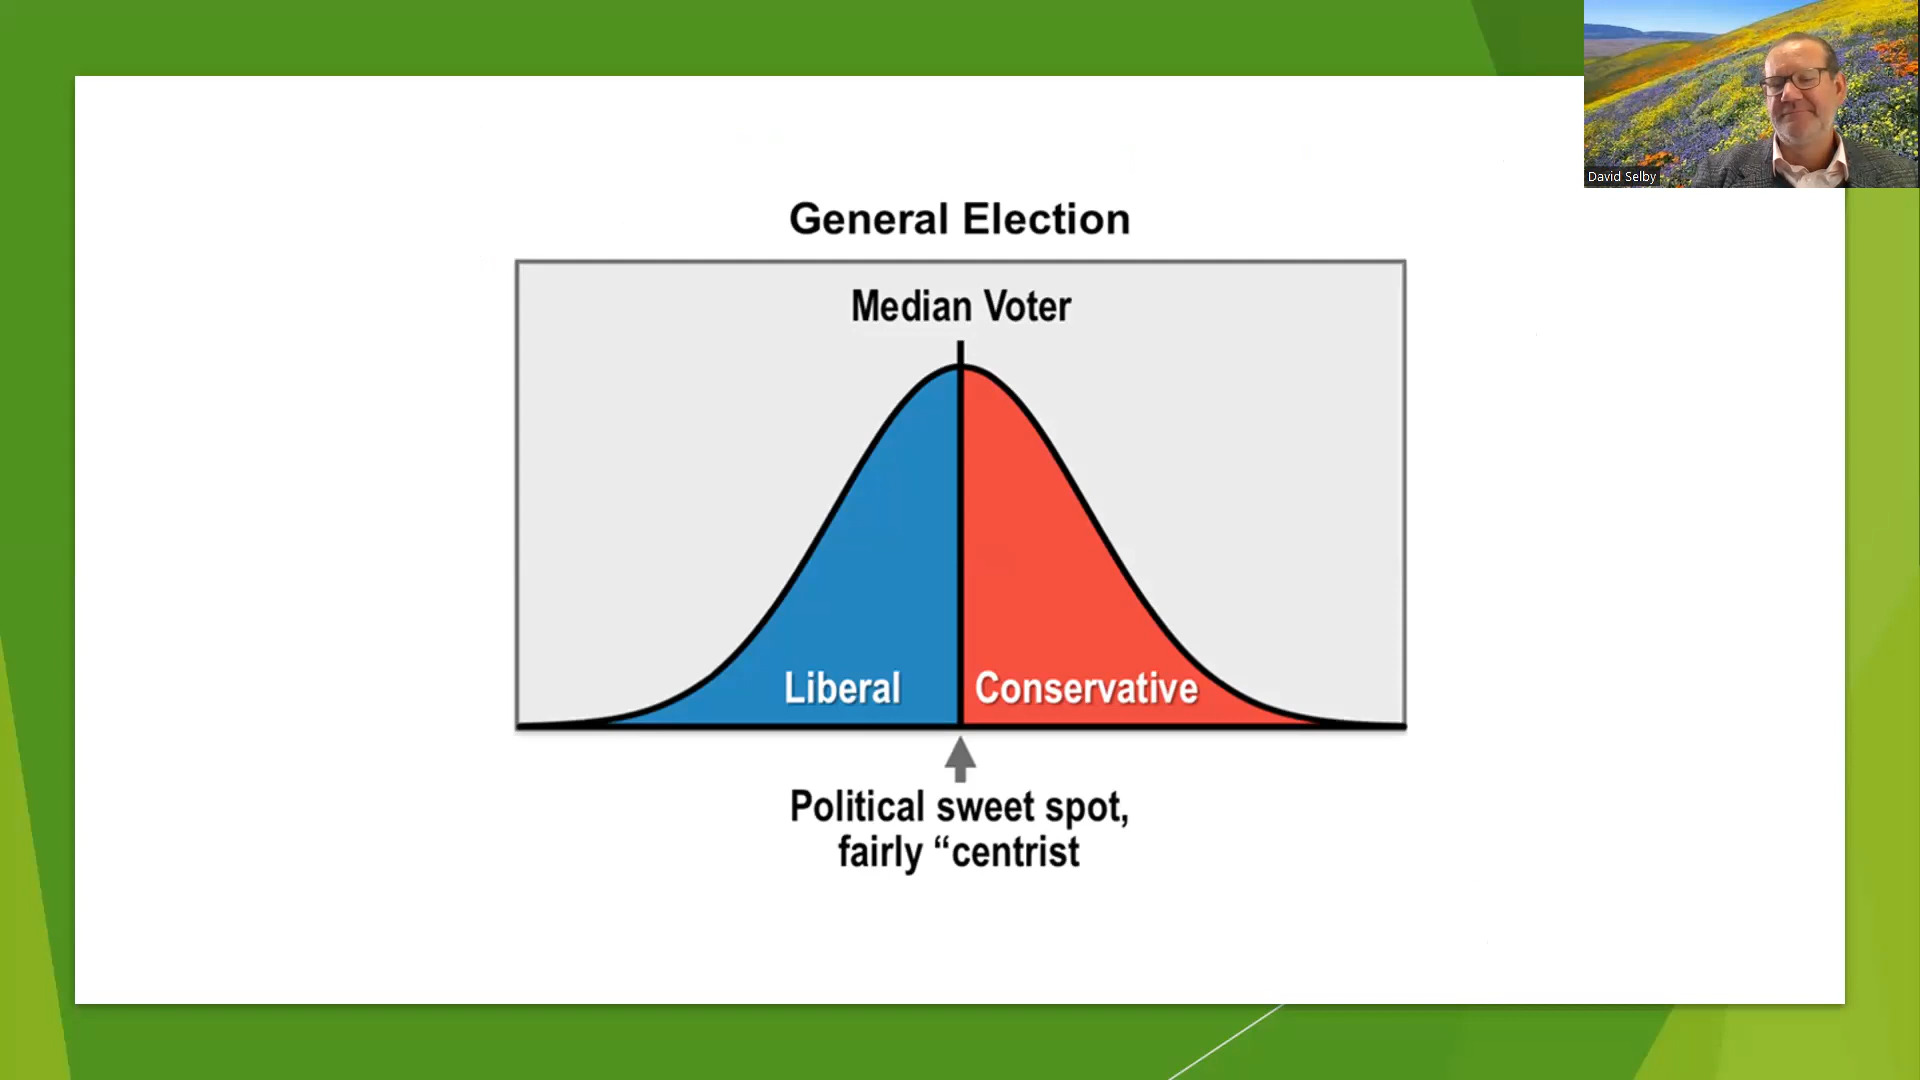 David Selby
General Election
Median Voter
Liberal
Conservative
Political sweet spot,
fairly “centrist